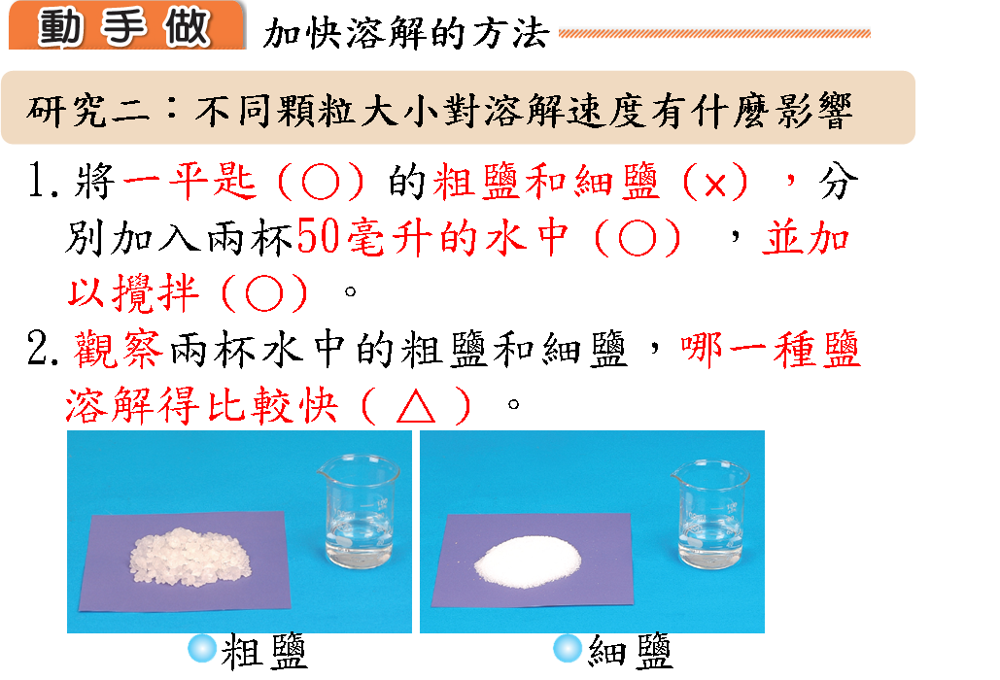 動手做 加快溶解的方法
研究二：不同顆粒大小對溶解速度有什麼影響
1.將一平匙(○)的粗鹽和細鹽(x)，分
別加入兩杯50毫升的水中(○)，並加
以攪拌(○)。
2.觀察兩杯水中的粗鹽和細鹽，哪一種鹽
溶解得比較快(△)。
粗鹽 細鹽